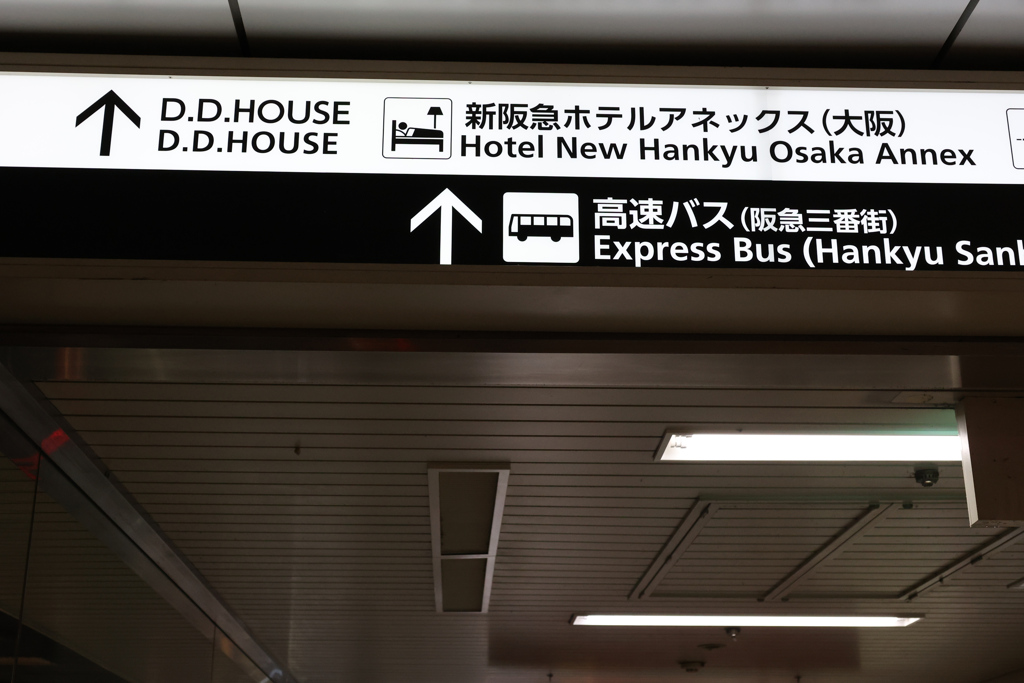 D.D.HOUSE
D.D.HOUSE
新阪急ホテルアネックス（大阪）
Hotel New Hankyu Osaka Annex
高速バス（阪急三番街）
Express Bus (Hankyu